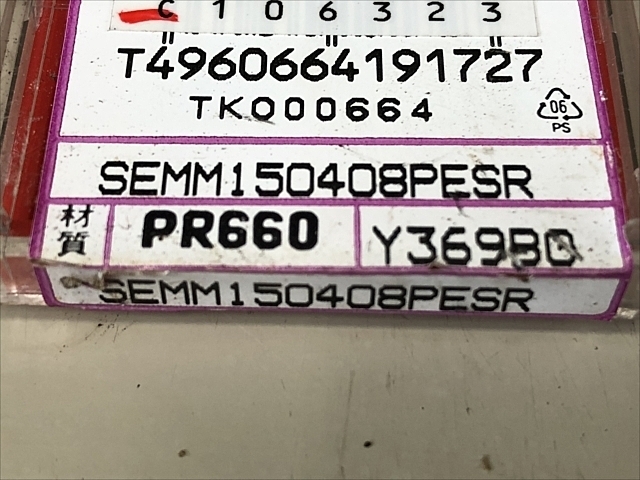 C 1 0 6 3 2 3
T4960664191727
TK000664
06
PS
SEMM150408PESR
材質
PR660
Y369B0
SEMM150408PESR